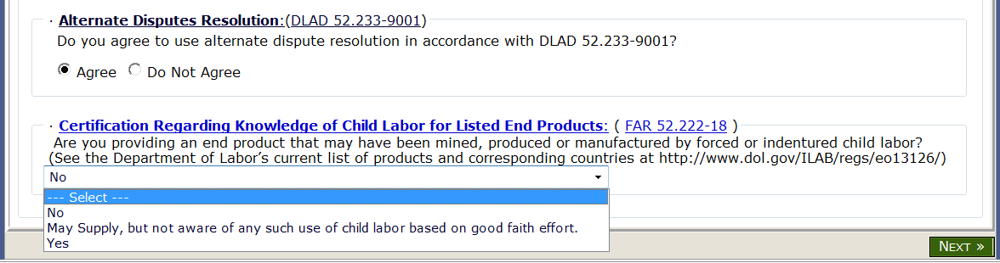 · Alternate Disputes Resolution:(DLAD 52.233-9001)
Do you agree to use alternate dispute resolution in accordance with DLAD 52.233-9001?
Agree Do Not Agree
· Certification Regarding Knowledge of Child Labor for Listed End Products: ( FAR 52.222-18 )
Are you providing an end product that may have been mined, produced or manufactured by forced or indentured child labor?
(See the Department of Labor’s current list of products and corresponding countries at http://www.dol.gov/ILAB/regs/eo13126/)
No
--- Select ---
No
May Supply, but not aware of any such use of child labor based on good faith effort.
Yes
NEXT »